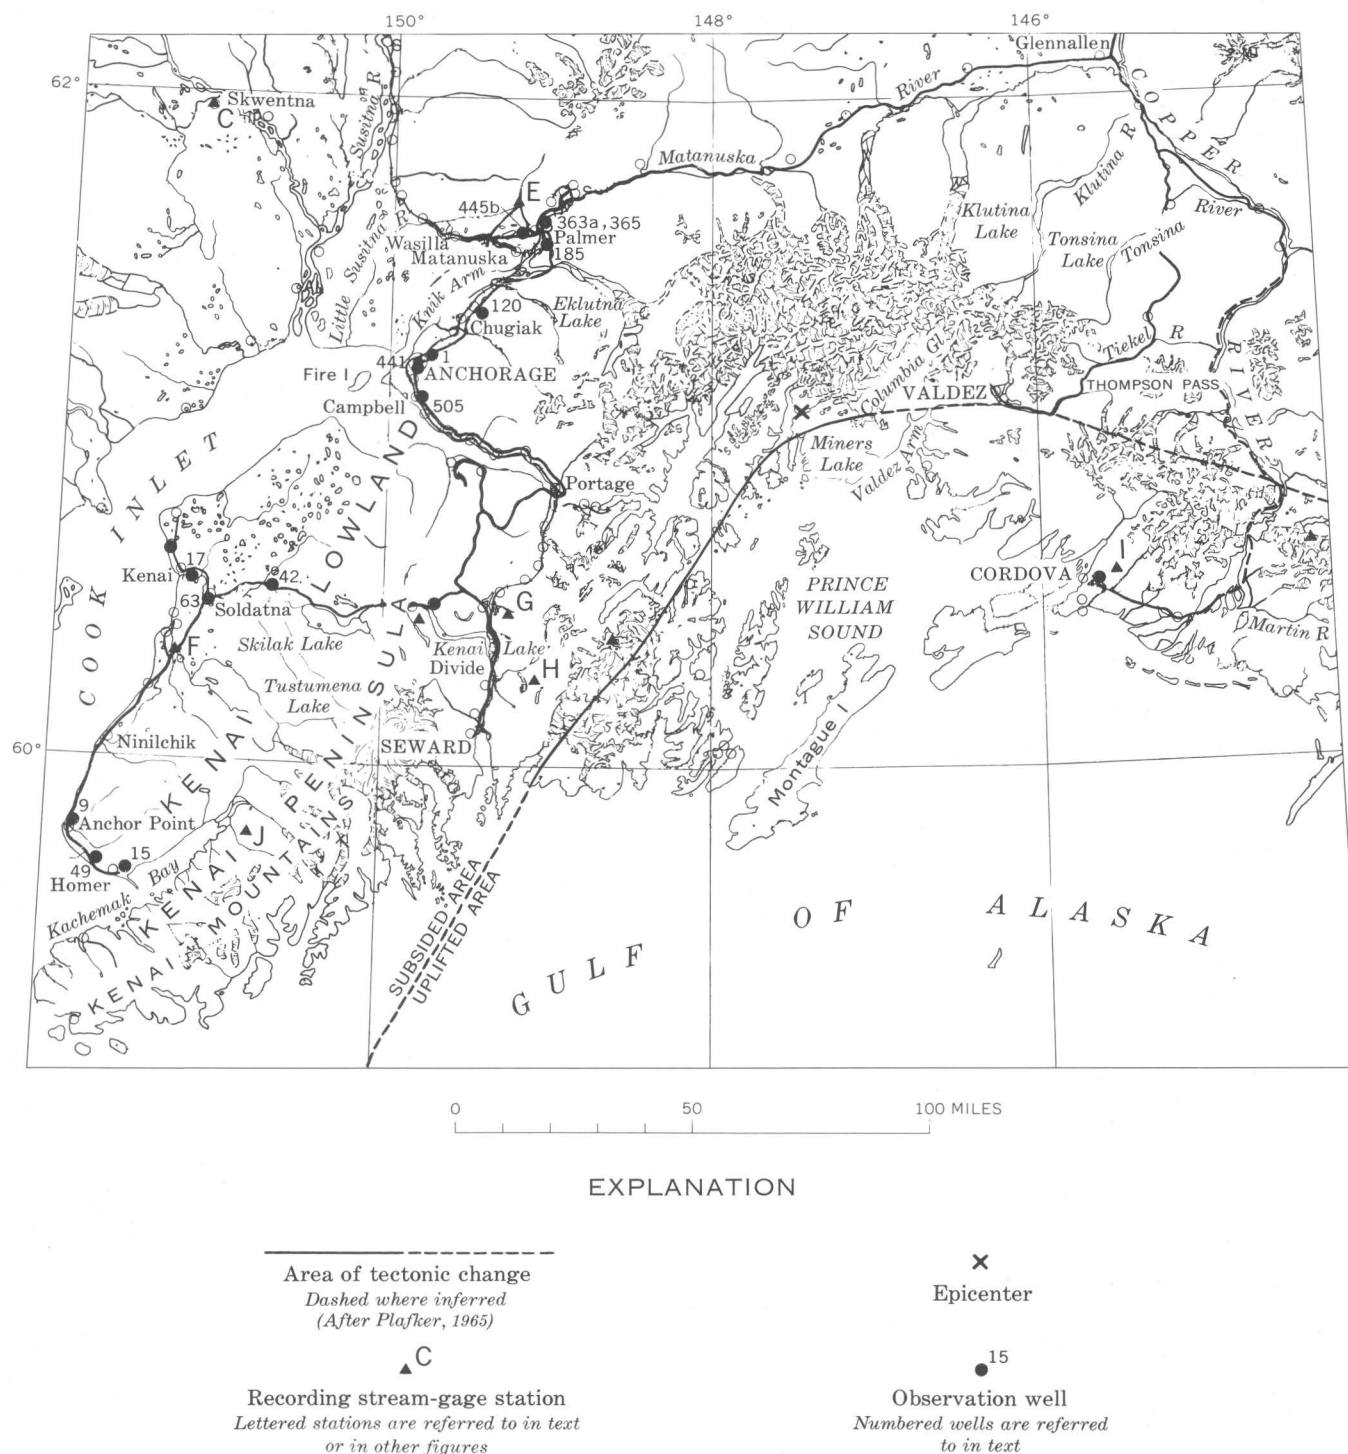 150°
148°
146°
62°
Glennallen
River
COPPER
Skwentna
C
Susitna R
Matanuska
Klutina R
E
445b
363a, 365
Palmer
185
Wasilla
Matanuska
Klutina
Lake
Tonsina
Lake
Tonsina
River
Little Susitna R
Knik Arm
120
Chugiak
Eklutna
Lake
441
1
ANCHORAGE
Fire I
Campbell
505
Columbia Gl
VALDEZ
Tiekel R
THOMPSON PASS
RIVER
Miners
Lake
Valdez Arm
COOK INLET
Portage
17
Kenai
63
Soldatna
42
LOWLAND
G
F
Skilak Lake
Kenai Lake
Divide
H
CORDOVA
I
PRINCE
WILLIAM
SOUND
Martin R
Tustumena
Lake
Ninilchik
60°
SEWARD
Montague I
KENAI
KENAI PENINSULA
KENAI MOUNTAINS
9
Anchor Point
J
49
Homer
15
Kachemak Bay
SUBSIDED AREA
UPLIFTED AREA
GULF OF ALASKA
0 50 100 MILES
EXPLANATION
Area of tectonic change
Dashed where inferred
(After Plafker, 1965)
Epicenter
C
Recording stream-gage station
Lettered stations are referred to in text
or in other figures
15
Observation well
Numbered wells are referred
to in text